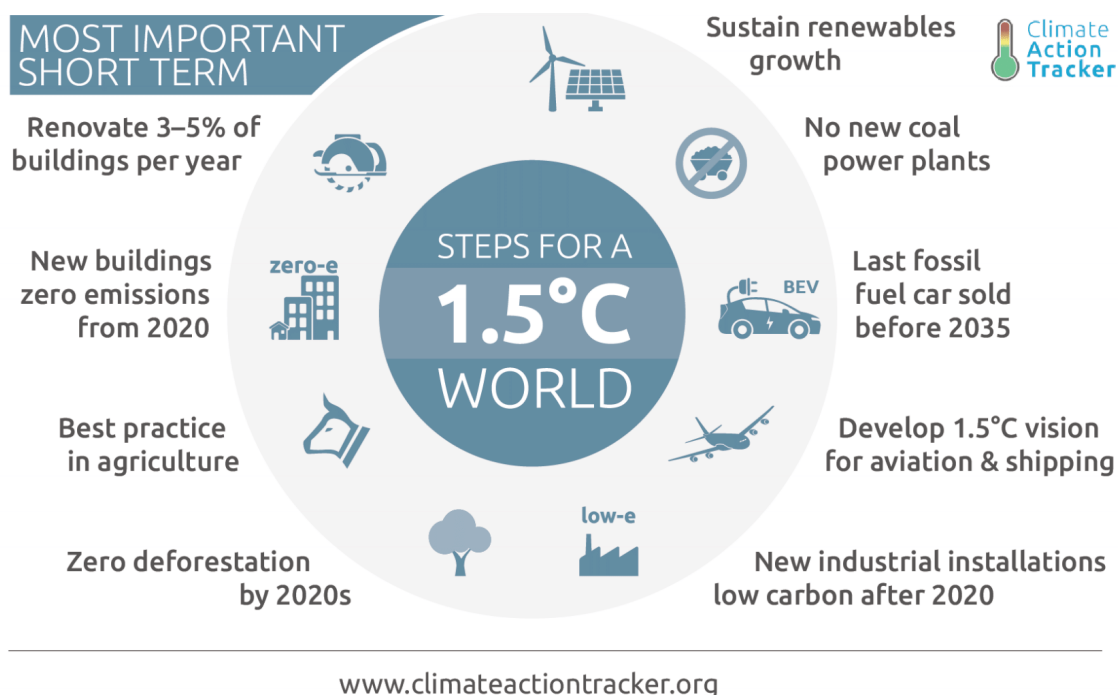 MOST IMPORTANT
SHORT TERM
Sustain renewables
growth
Climate
Action
Tracker
Renovate 3–5% of
buildings per year
No new coal
power plants
New buildings
zero emissions
from 2020
zero-e
STEPS FOR A
1.5°C
WORLD
BEV
Last fossil
fuel car sold
before 2035
Best practice
in agriculture
Develop 1.5°C vision
for aviation & shipping
Zero deforestation
by 2020s
low-e
New industrial installations
low carbon after 2020
www.climateactiontracker.org